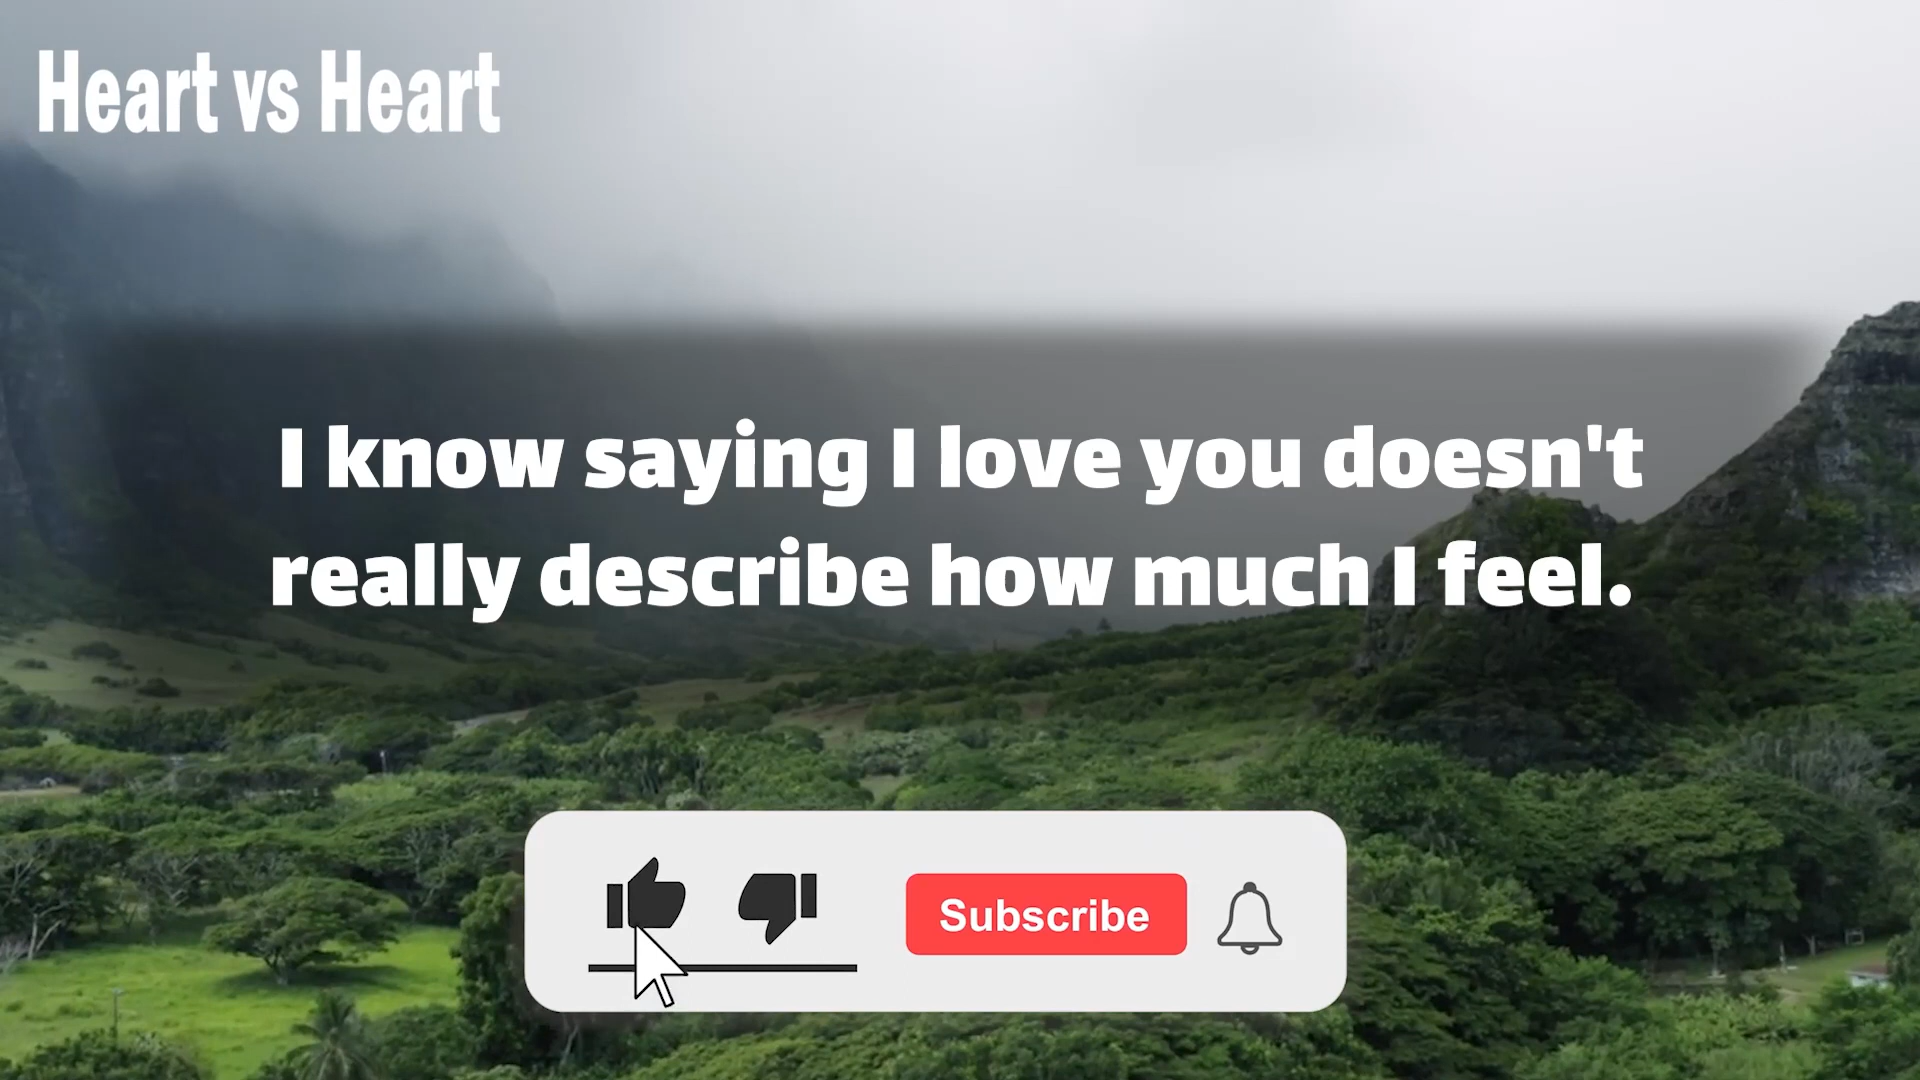 Heart vs Heart
I know saying I love you doesn't
really describe how much I feel.
Subscribe